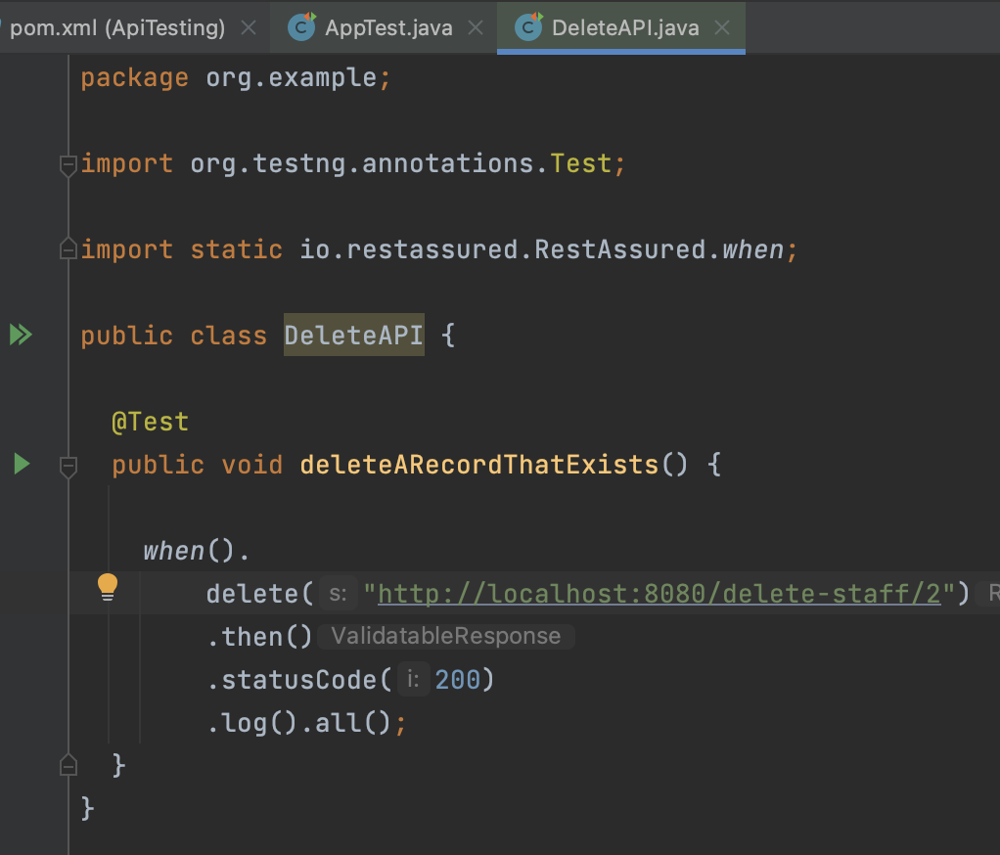 pom.xml (ApiTesting) AppTest.java DeleteAPI.java
package org.example;
import org.testng.annotations.Test;
import static io.restassured.RestAssured.when;
public class DeleteAPI {
@Test
public void deleteARecordThatExists() {
when().
delete( s: "http://localhost:8080/delete-staff/2") R
.then() ValidatableResponse
.statusCode( i: 200)
.log().all();
}
}